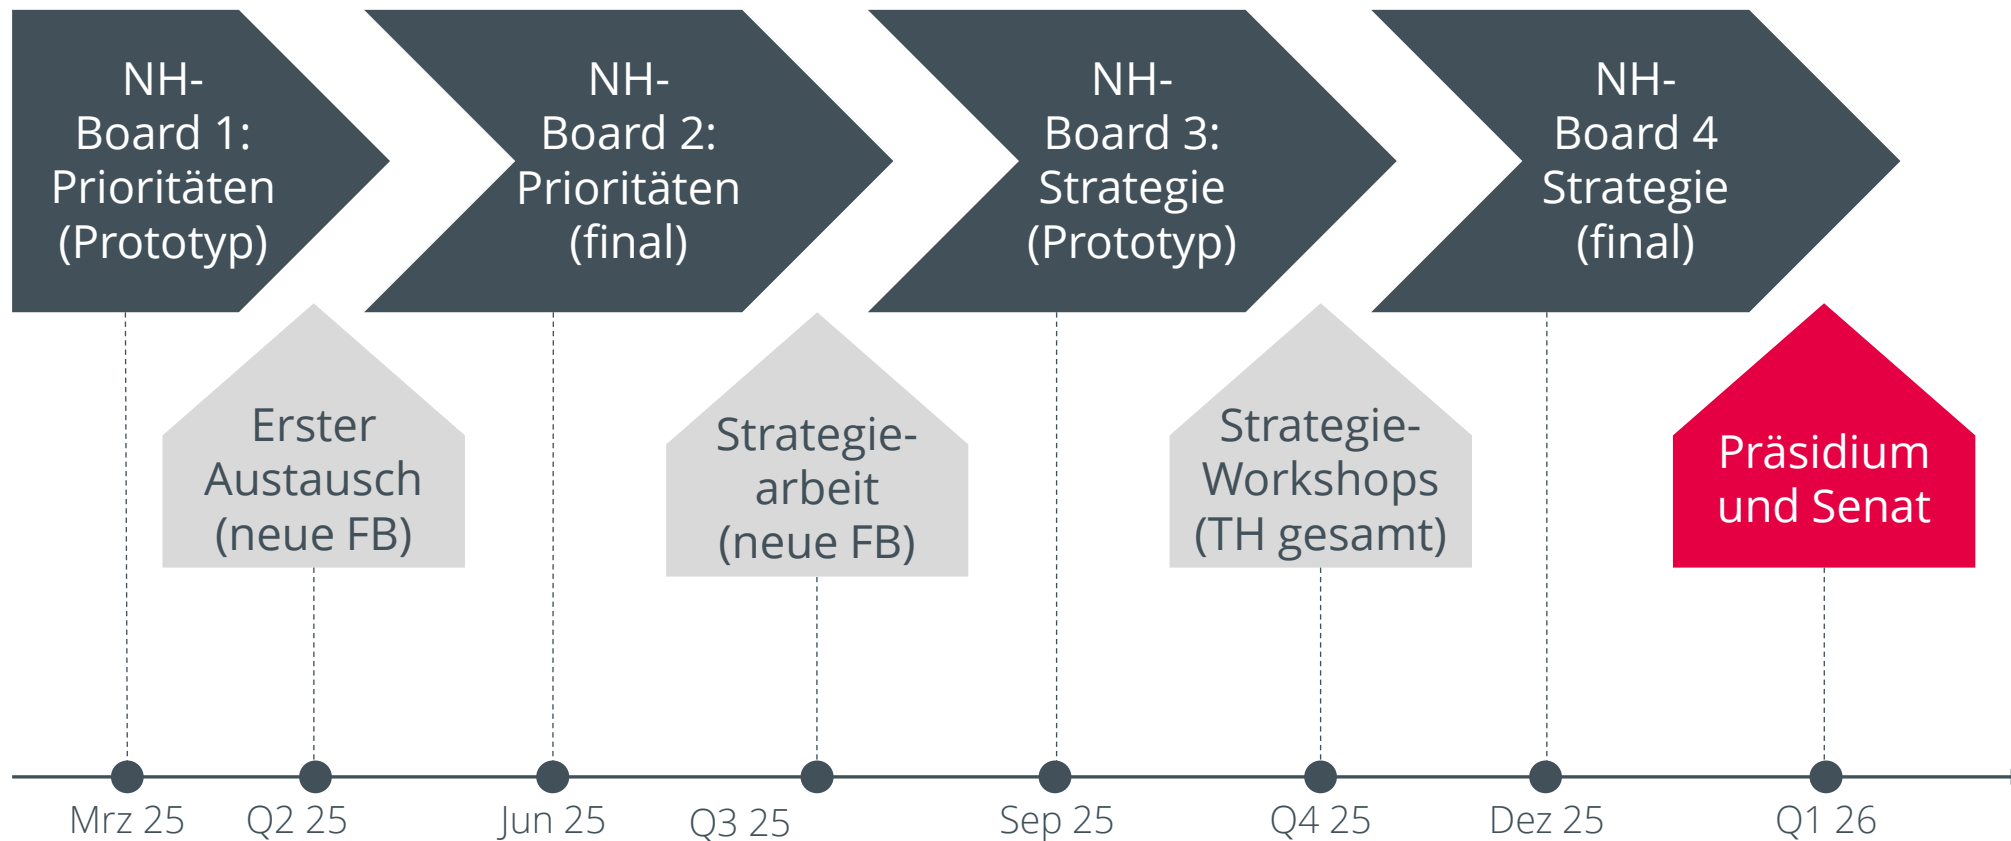 NH-
Board 1:
Prioritäten
(Prototyp)
NH-
Board 2:
Prioritäten
(final)
NH-
Board 3:
Strategie
(Prototyp)
NH-
Board 4
Strategie
(final)
Erster
Austausch
(neue FB)
Strategie-
arbeit
(neue FB)
Strategie-
Workshops
(TH gesamt)
Präsidium
und Senat
Mrz 25
Q2 25
Jun 25
Q3 25
Sep 25
Q4 25
Dez 25
Q1 26